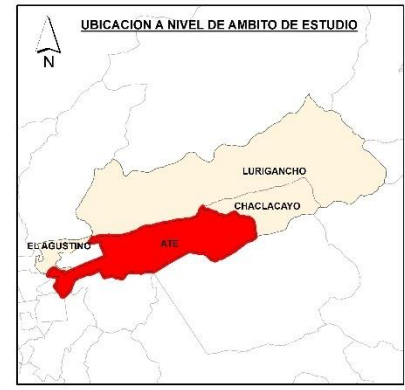 UBICACION A NIVEL DE AMBITO DE ESTUDIO
N
LURIGANCHO
CHACLACAYO
EL AGUSTINO
ATE